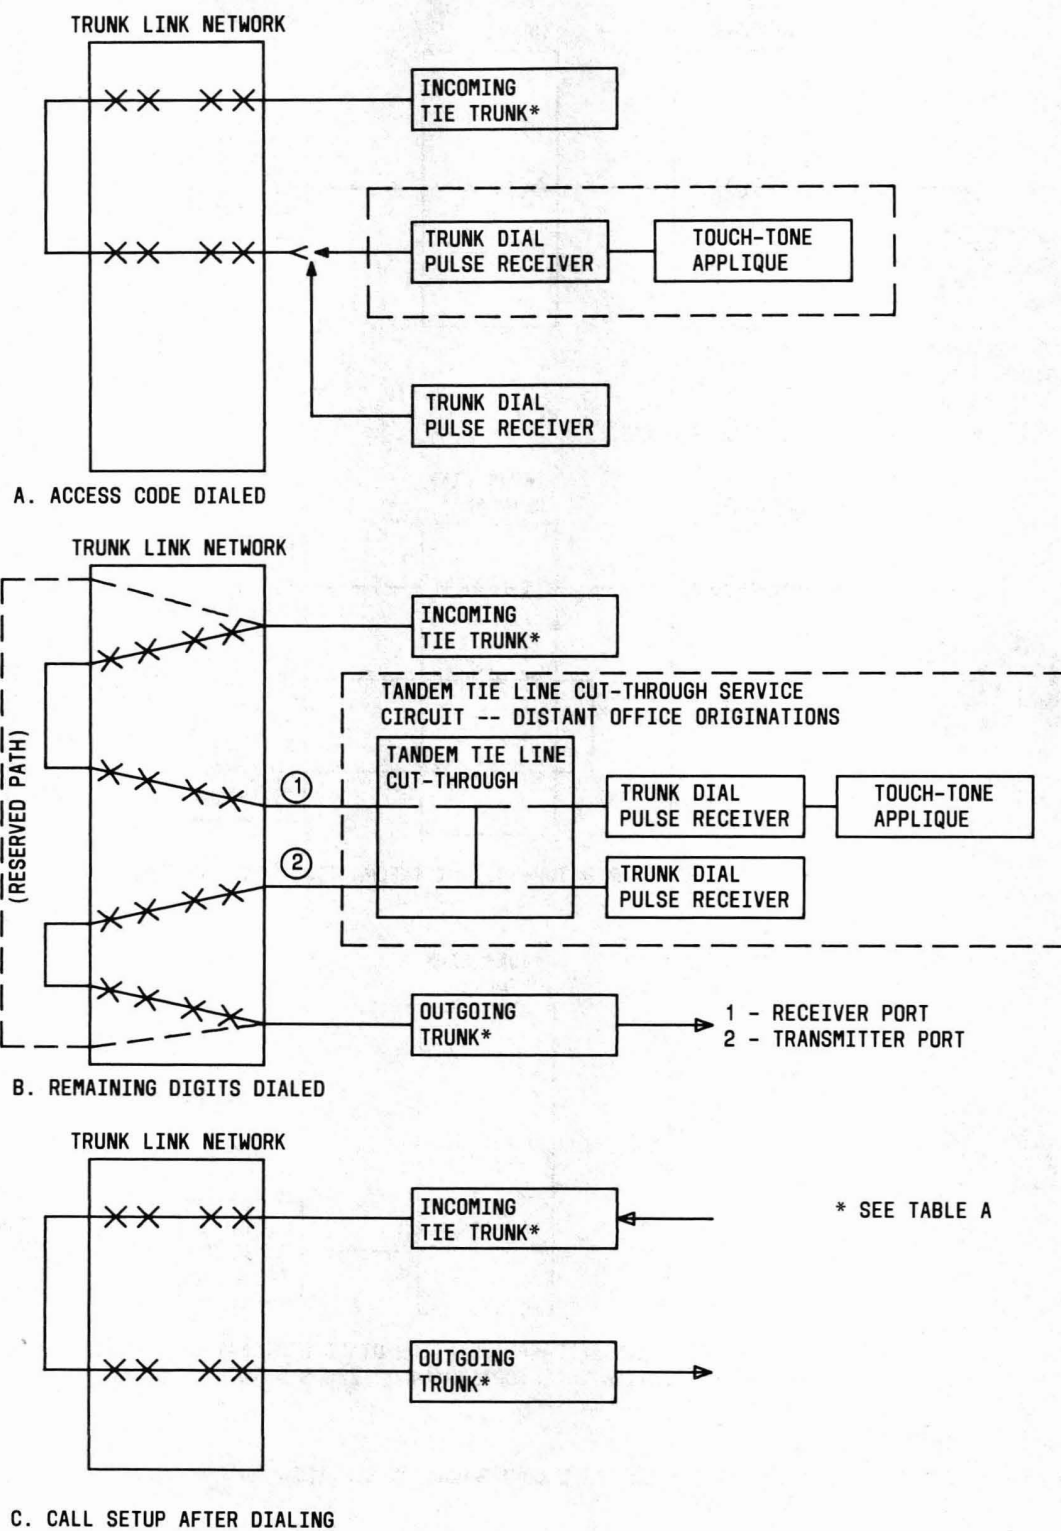 TRUNK LINK NETWORK
INCOMING
TIE TRUNK*
TRUNK DIAL
PULSE RECEIVER
TOUCH-TONE
APPLIQUE
TRUNK DIAL
PULSE RECEIVER
A. ACCESS CODE DIALED
TRUNK LINK NETWORK
INCOMING
TIE TRUNK*
(RESERVED PATH)
TANDEM TIE LINE CUT-THROUGH SERVICE
CIRCUIT -- DISTANT OFFICE ORIGINATIONS
TANDEM TIE LINE
CUT-THROUGH
1
TRUNK DIAL
PULSE RECEIVER
TOUCH-TONE
APPLIQUE
2
TRUNK DIAL
PULSE RECEIVER
OUTGOING
TRUNK*
1 - RECEIVER PORT
2 - TRANSMITTER PORT
B. REMAINING DIGITS DIALED
TRUNK LINK NETWORK
INCOMING
TIE TRUNK*
* SEE TABLE A
OUTGOING
TRUNK*
C. CALL SETUP AFTER DIALING